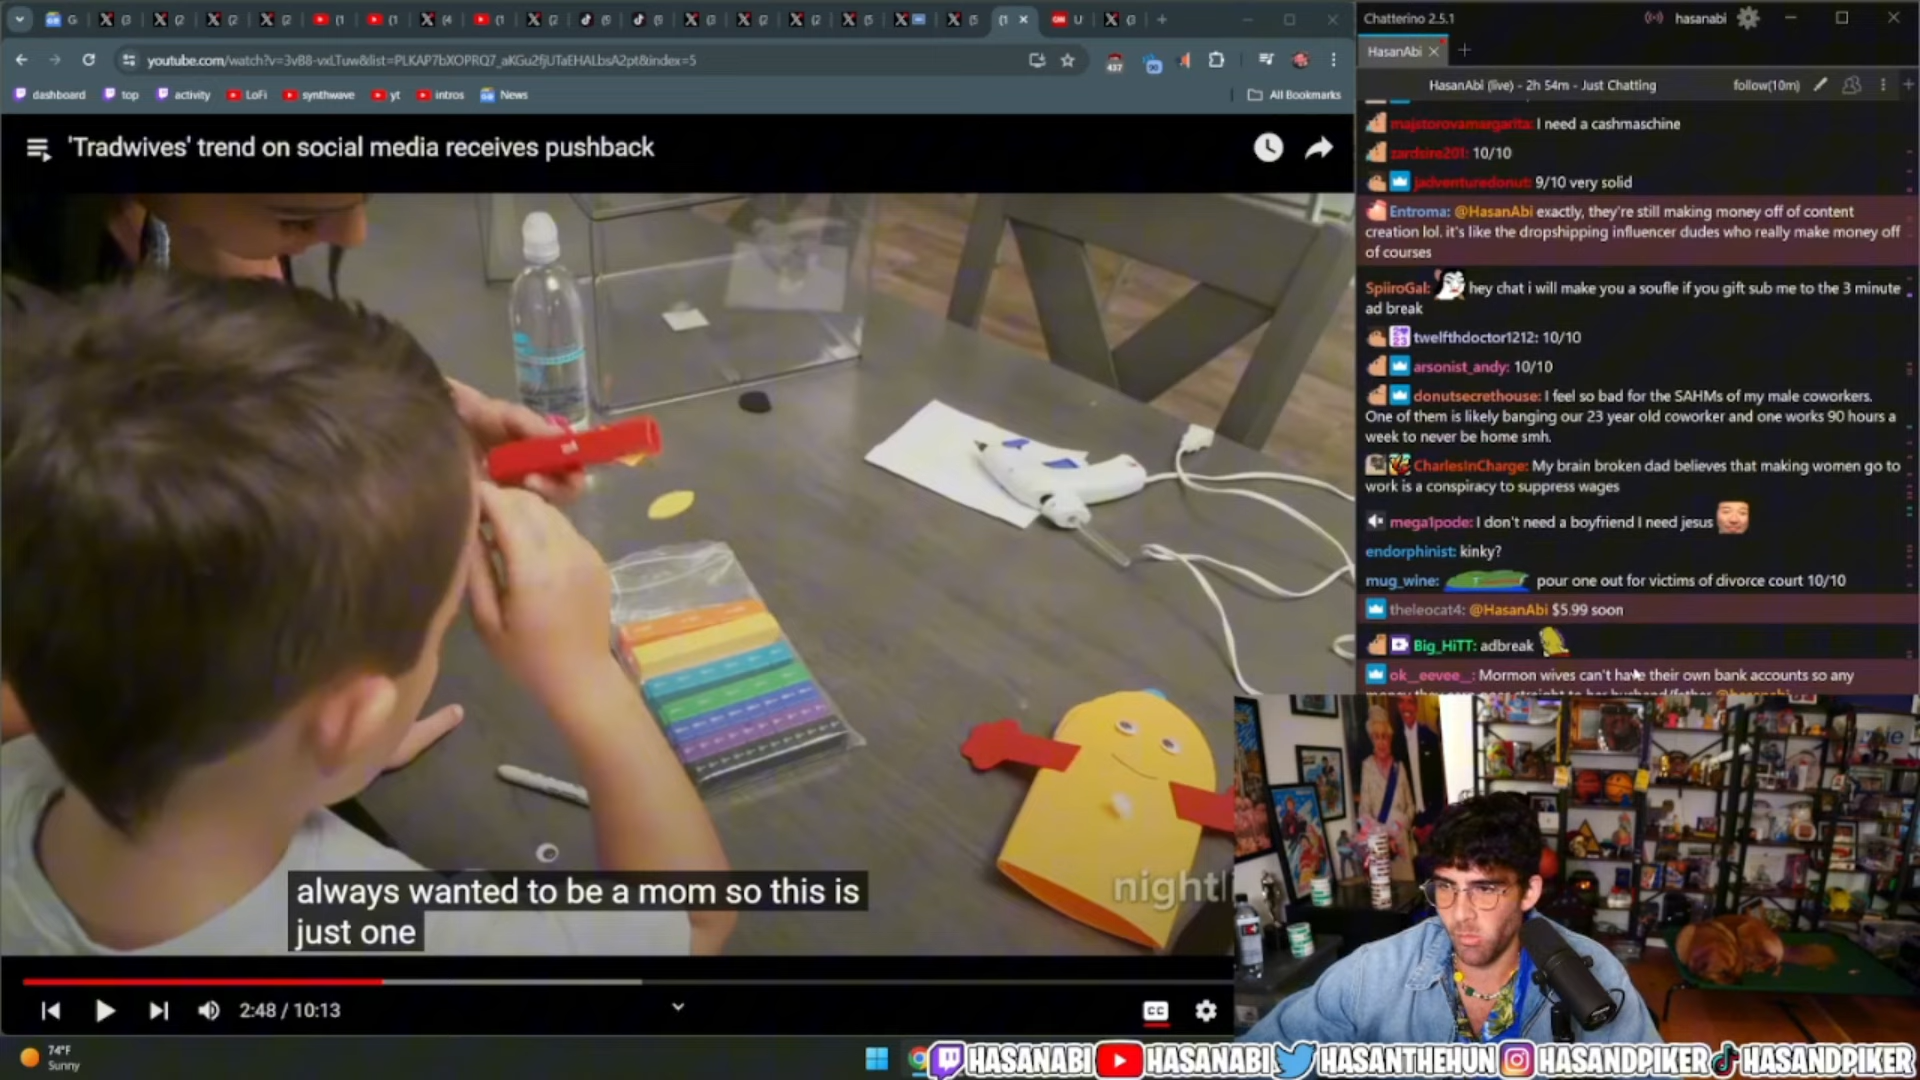 youtube.com/watch?v=3vB8-vxLTuw&list=PLKAP7bXOPRQ7_aKGu2fjUTaEHALbsA2pt&index=5
437
90
dashboard top activity LoFi synthwave yt intros News All Bookmarks
'Tradwives' trend on social media receives pushback
always wanted to be a mom so this is
just one
nightl
2:48 / 10:13
CC
74°F
Sunny
Chatterino 2.5.1 hasanabi
HasanAbi
HasanAbi (live) - 2h 54m - Just Chatting follow(10m)
majstorovamargarita: I need a cashmaschine
zardsire201: 10/10
jadventuredonut: 9/10 very solid
Entroma: @HasanAbi exactly, they're still making money off of content
creation lol. it's like the dropshipping influencer dudes who really make money off
of courses
SpiiroGal: hey chat i will make you a soufle if you gift sub me to the 3 minute
ad break
twelfthdoctor1212: 10/10
arsonist_andy: 10/10
donutsecrethouse: I feel so bad for the SAHMs of my male coworkers.
One of them is likely banging our 23 year old coworker and one works 90 hours a
week to never be home smh.
CharlesInCharge: My brain broken dad believes that making women go to
work is a conspiracy to suppress wages
mega1pode: I don't need a boyfriend I need jesus
endorphinist: kinky?
mug_wine: pour one out for victims of divorce court 10/10
theleocat4: @HasanAbi $5.99 soon
Big_HiTT: adbreak
ok__eevee__: Mormon wives can't have their own bank accounts so any
HASANABI HASANABI HASANTHEHUN HASANDPIKER HASANDPIKER